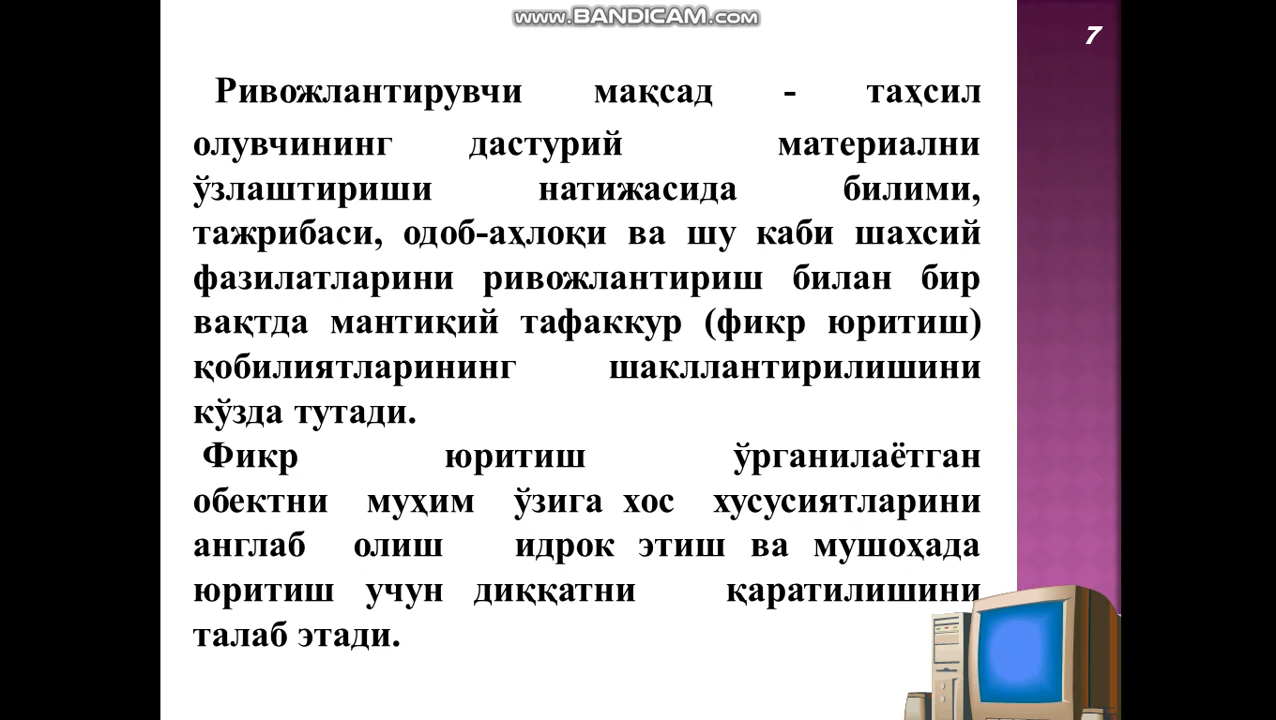 www.BANDICAM.com
7
Ривожлантирувчи мақсад - таҳсил
олувчининг дастурий материални
ўзлаштириши натижасида билими,
тажрибаси, одоб-аҳлоқи ва шу каби шахсий
фазилатларини ривожлантириш билан бир
вақтда мантиқий тафаккур (фикр юритиш)
қобилиятларининг шакллантирилишини
кўзда тутади.
Фикр юритиш ўрганилаётган
обектни муҳим ўзига хос хусусиятларини
англаб олиш идрок этиш ва мушоҳада
юритиш учун диққатни қаратилишини
талаб этади.